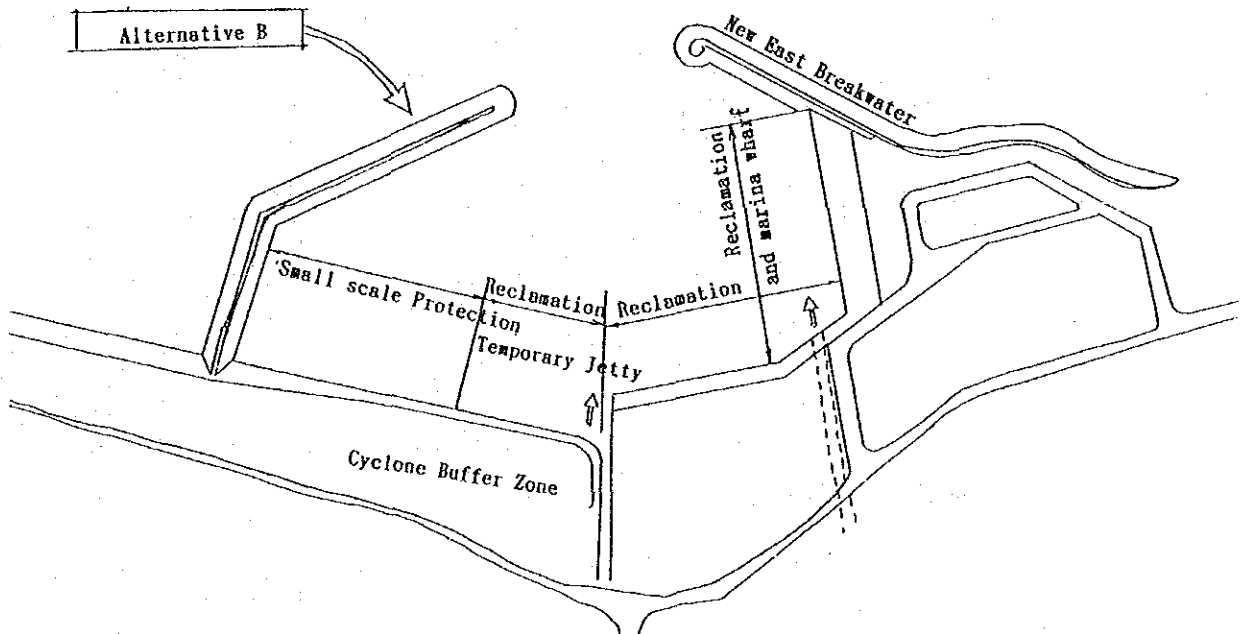 Alternative B
New East Breakwater
Reclamation
and marina wharf
Small scale Protection
Reclamation
Reclamation
Temporary Jetty
Cyclone Buffer Zone